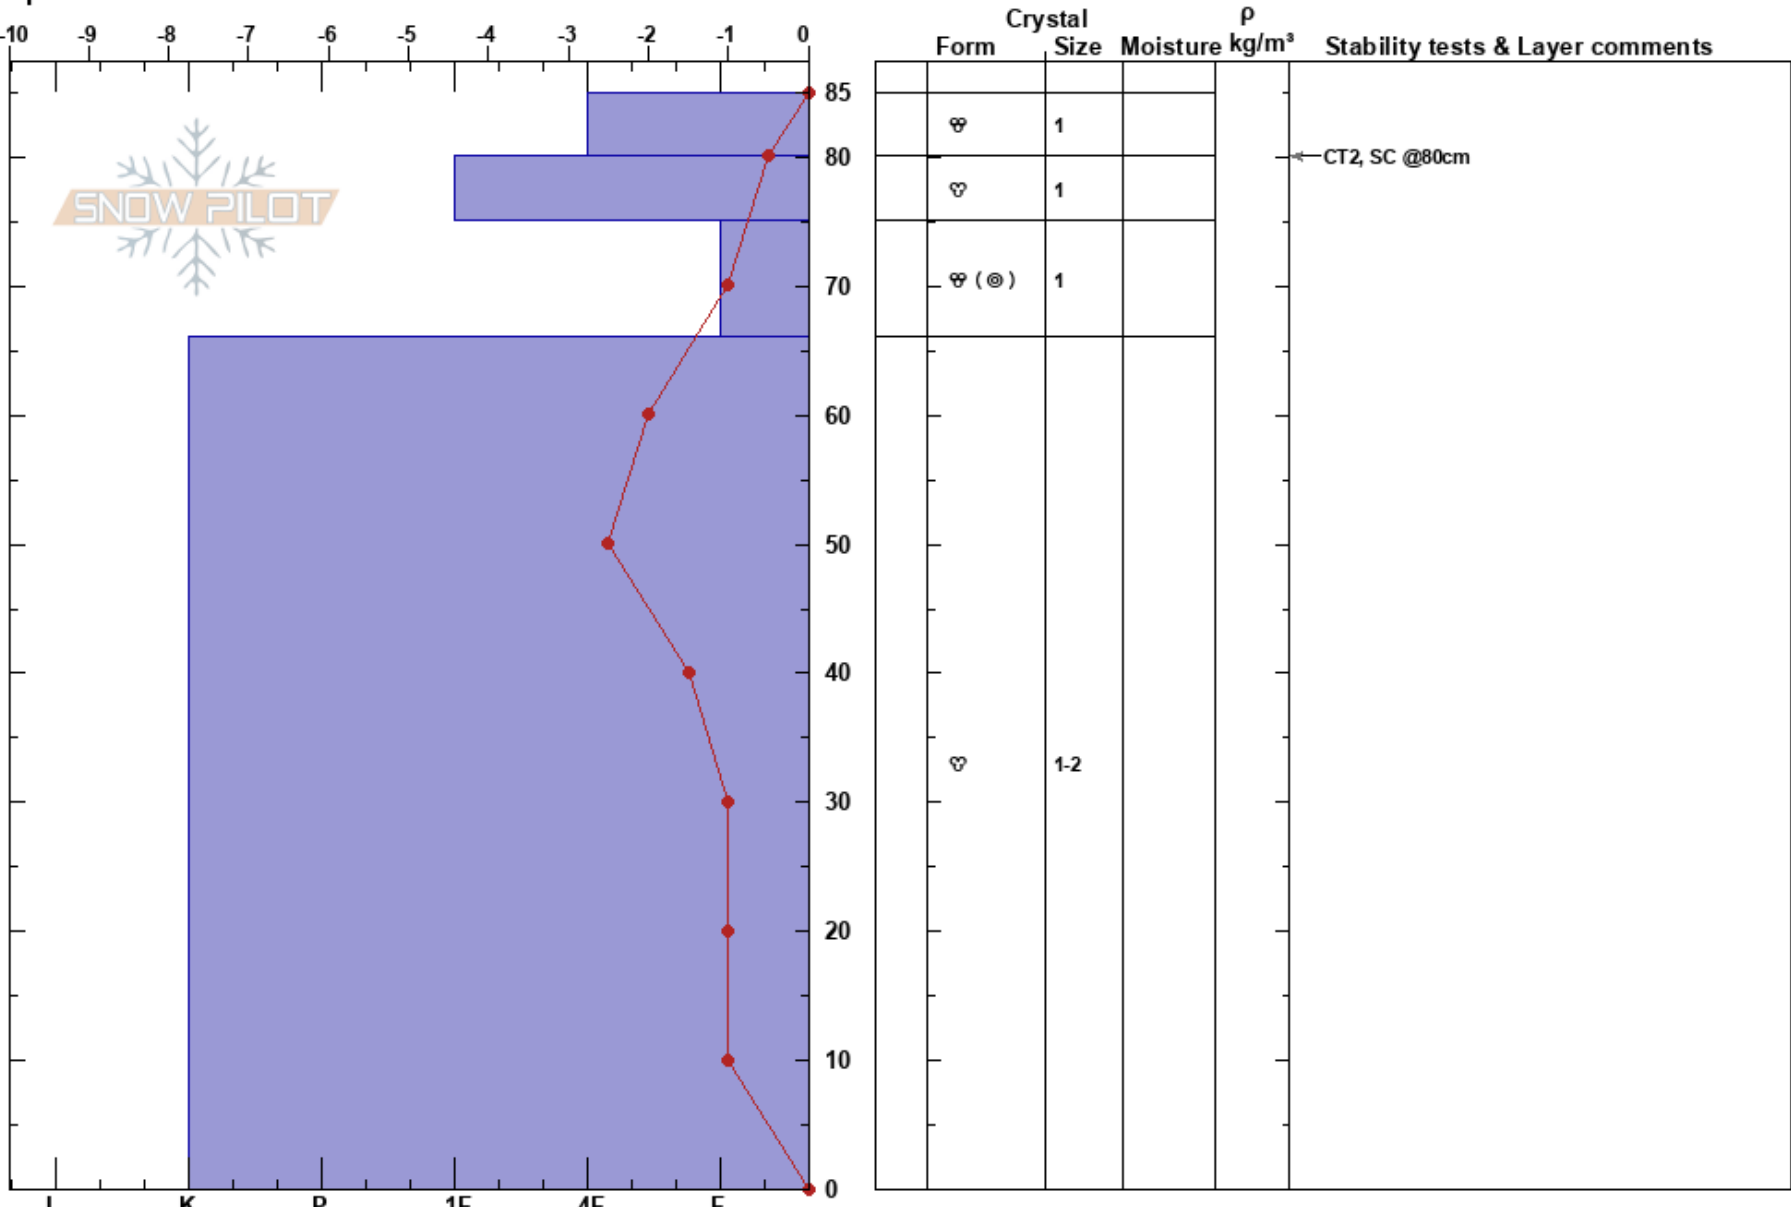 Crystal ρ
-10 -9 -8 -7 -6 -5 -4 -3 -2 -1 0 Form Size Moisture kg/m³ Stability tests & Layer comments
85
1
80 CT2, SC @80cm
1
SNOW PILOT
70 ( ) 1
60
50
40
1-2
30
20
10
0
I K P 1F 4F F